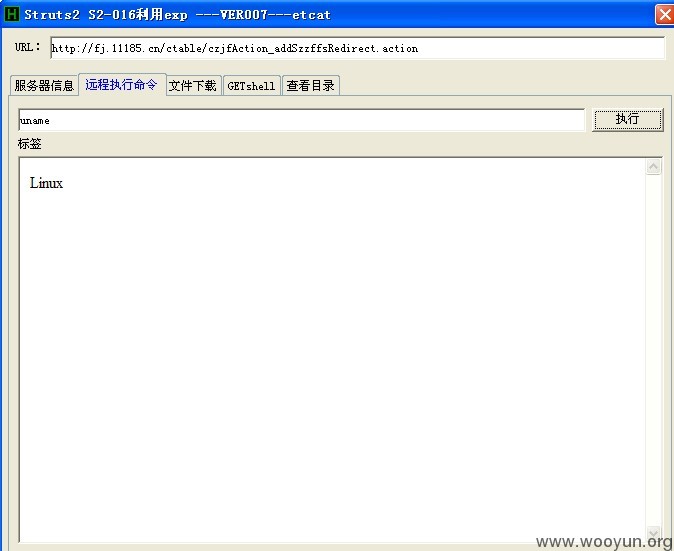 Struts2 S2-016利用exp ---VER007---etcat
URL: http://fj.11185.cn/ctable/czjfAction_addSzzffsRedirect.action
服务器信息 远程执行命令 文件下载 GETshell 查看目录
uname 执行
标签
Linux
www.wooyun.org